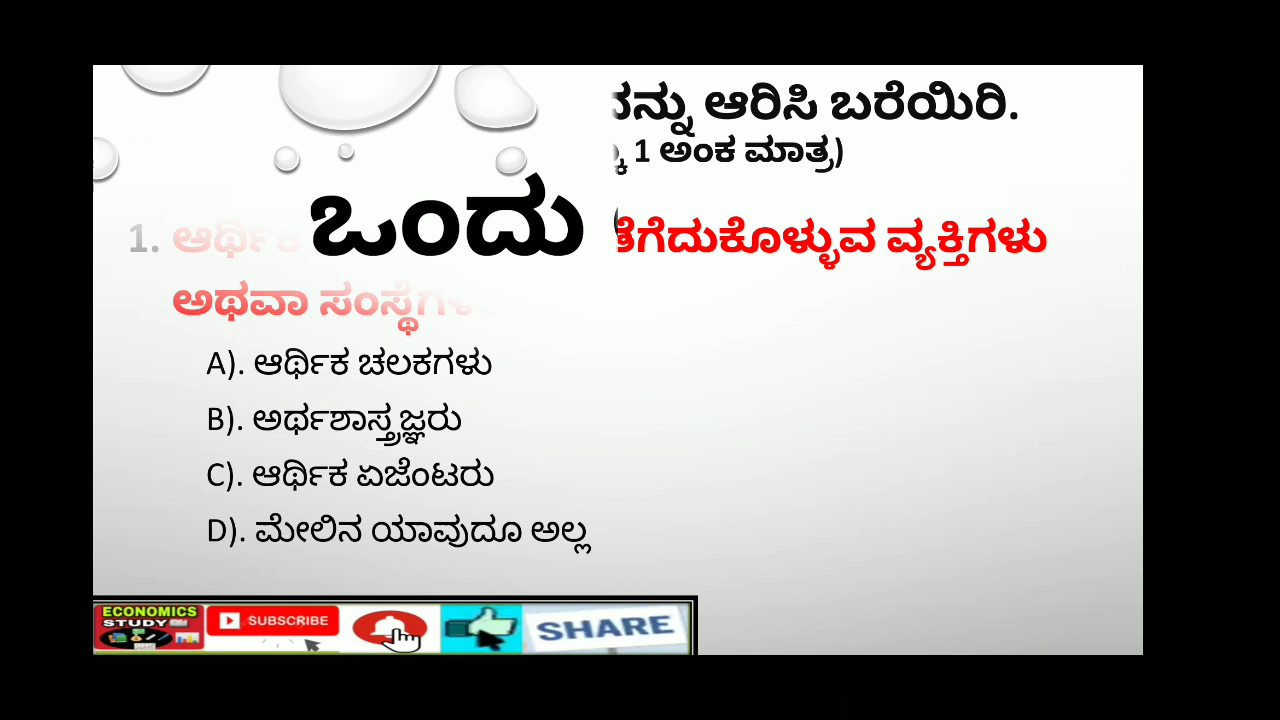 ಆರಿಸಿ ಬರೆಯಿರಿ.
1 ಅಂಕ ಮಾತ್ರ)
ಒಂದು
1. ಆರ್ಥಿಕ ತೆಗೆದುಕೊಳ್ಳುವ ವ್ಯಕ್ತಿಗಳು
ಅಥವಾ
A). ಆರ್ಥಿಕ ಚಲಕಗಳು
B). ಅರ್ಥಶಾಸ್ತ್ರಜ್ಞರು
C). ಆರ್ಥಿಕ ಏಜೆಂಟರು
D). ಮೇಲಿನ ಯಾವುದೂ ಅಲ್ಲ
ECONOMICS
STUDY
SUBSCRIBE
SHARE